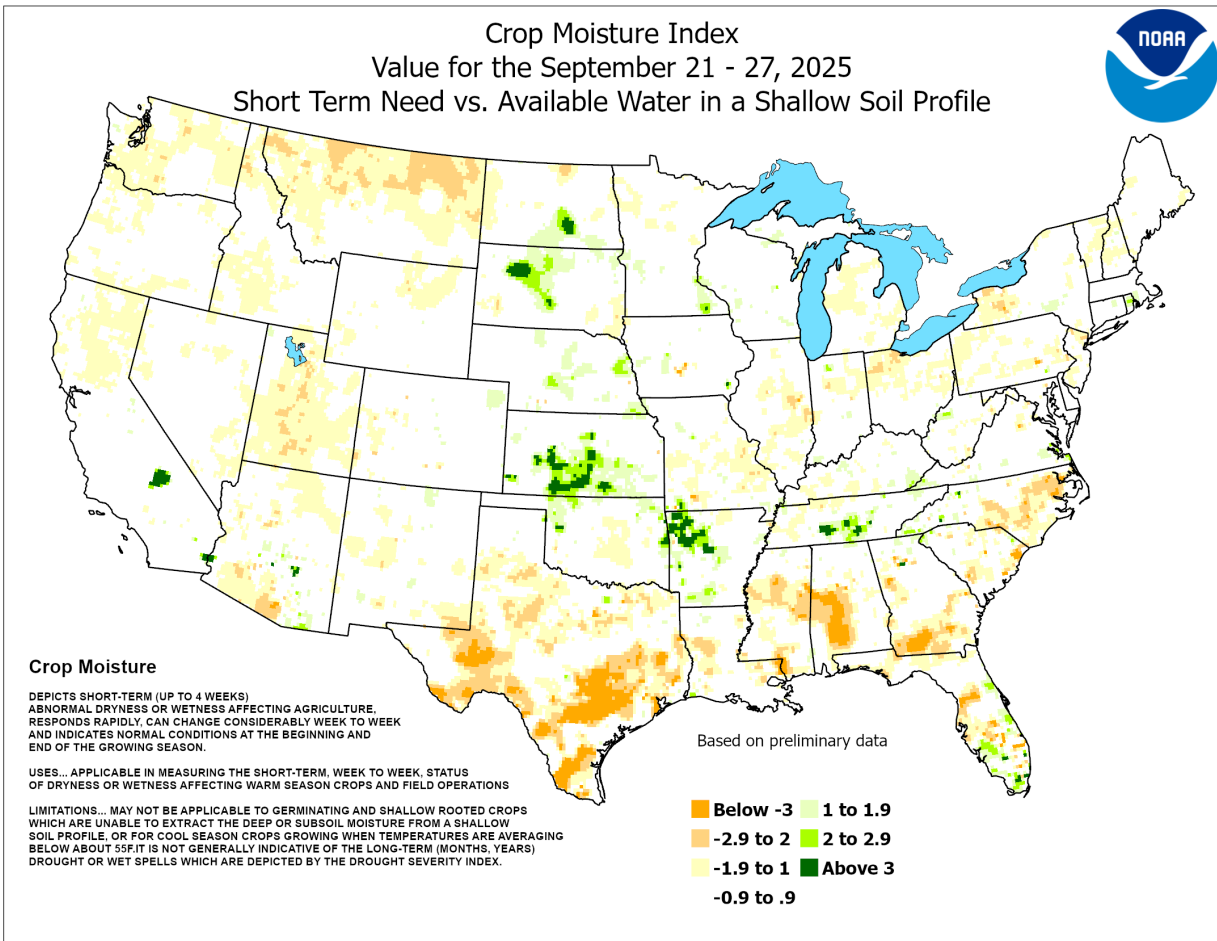 Crop Moisture Index
Value for the September 21 - 27, 2025
Short Term Need vs. Available Water in a Shallow Soil Profile
NOAA
Crop Moisture
DEPICTS SHORT-TERM (UP TO 4 WEEKS)
ABNORMAL DRYNESS OR WETNESS AFFECTING AGRICULTURE,
RESPONDS RAPIDLY, CAN CHANGE CONSIDERABLY WEEK TO WEEK
AND INDICATES NORMAL CONDITIONS AT THE BEGINNING AND
END OF THE GROWING SEASON.
USES... APPLICABLE IN MEASURING THE SHORT-TERM, WEEK TO WEEK, STATUS
OF DRYNESS OR WETNESS AFFECTING WARM SEASON CROPS AND FIELD OPERATIONS
LIMITATIONS... MAY NOT BE APPLICABLE TO GERMINATING AND SHALLOW ROOTED CROPS
WHICH ARE UNABLE TO EXTRACT THE DEEP OR SUBSOIL MOISTURE FROM A SHALLOW
SOIL PROFILE, OR FOR COOL SEASON CROPS GROWING WHEN TEMPERATURES ARE AVERAGING
BELOW ABOUT 55F.IT IS NOT GENERALLY INDICATIVE OF THE LONG-TERM (MONTHS, YEARS)
DROUGHT OR WET SPELLS WHICH ARE DEPICTED BY THE DROUGHT SEVERITY INDEX.
Based on preliminary data
Below -3
-2.9 to 2
-1.9 to 1
-0.9 to .9
1 to 1.9
2 to 2.9
Above 3